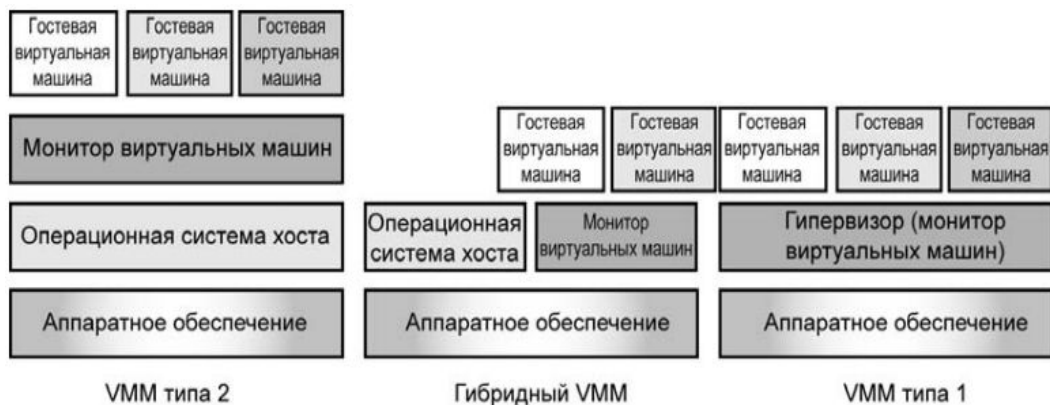 Гостевая
виртуальная
машина
Гостевая
виртуальная
машина
Гостевая
виртуальная
машина
Монитор виртуальных машин
Операционная система хоста
Аппаратное обеспечение
VMM типа 2
Гостевая
виртуальная
машина
Гостевая
виртуальная
машина
Операционная
система хоста
Монитор
виртуальных машин
Аппаратное обеспечение
Гибридный VMM
Гостевая
виртуальная
машина
Гостевая
виртуальная
машина
Гостевая
виртуальная
машина
Гипервизор (монитор
виртуальных машин)
Аппаратное обеспечение
VMM типа 1